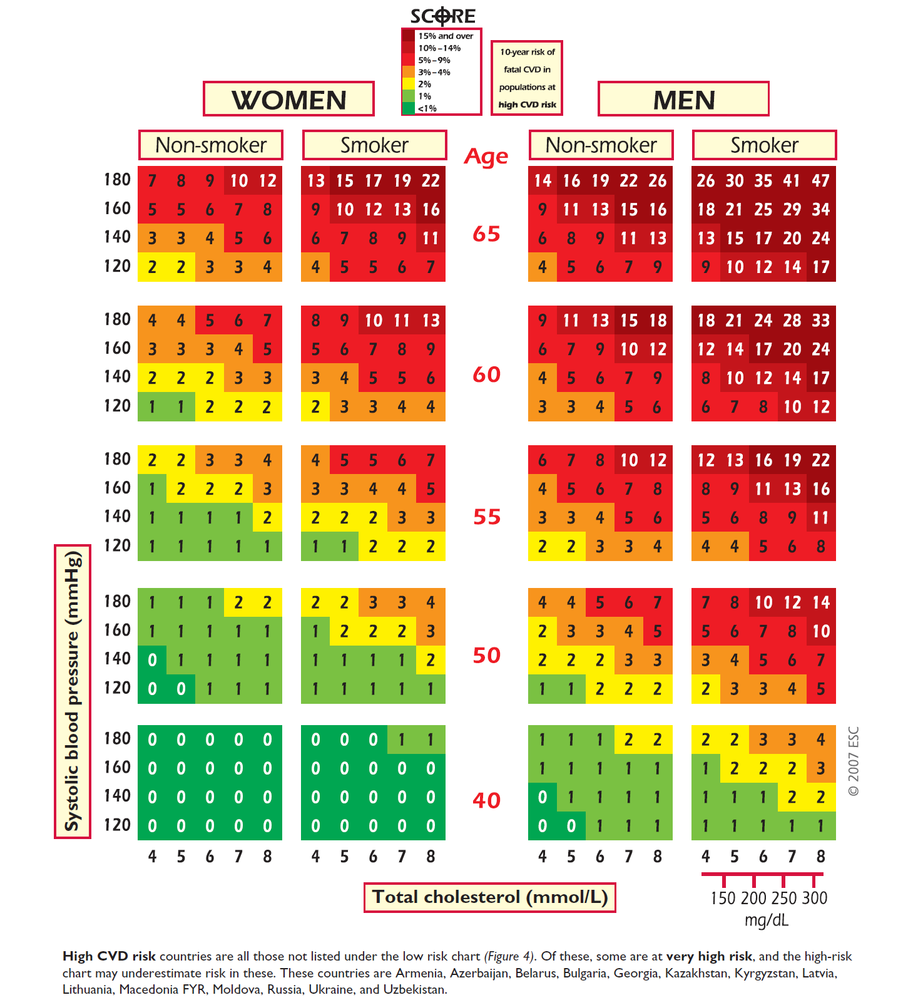 SCORE
15% and over
10%–14%
5%–9%
3%–4%
2%
1%
<1%
10-year risk of
fatal CVD in
populations at
high CVD risk
WOMEN
MEN
Non-smoker Smoker Age Non-smoker Smoker
180 7 8 9 10 12 13 15 17 19 22 14 16 19 22 26 26 30 35 41 47
160 5 5 6 7 8 9 10 12 13 16 9 11 13 15 16 18 21 25 29 34
65
140 3 3 4 5 6 6 7 8 9 11 6 8 9 11 13 13 15 17 20 24
120 2 2 3 3 4 4 5 5 6 7 4 5 6 7 9 9 10 12 14 17
180 4 4 5 6 7 8 9 10 11 13 9 11 13 15 18 18 21 24 28 33
160 3 3 3 4 5 5 6 7 8 9 6 7 9 10 12 12 14 17 20 24
60
140 2 2 2 3 3 3 4 5 5 6 4 5 6 7 9 8 10 12 14 17
120 1 1 2 2 2 2 3 3 4 4 3 3 4 5 6 6 7 8 10 12
180 2 2 3 3 4 4 5 5 6 7 6 7 8 10 12 12 13 16 19 22
160 1 2 2 2 3 3 3 4 4 5 4 5 6 7 8 8 9 11 13 16
55
140 1 1 1 1 2 2 2 2 3 3 3 3 4 5 6 5 6 8 9 11
120 1 1 1 1 1 1 1 2 2 2 2 2 3 3 4 4 4 5 6 8
180 1 1 1 2 2 2 2 3 3 4 4 4 5 6 7 7 8 10 12 14
160 1 1 1 1 1 1 2 2 2 3 2 3 3 4 5 5 6 7 8 10
50
140 0 1 1 1 1 1 1 1 1 2 2 2 2 3 3 3 4 5 6 7
120 0 0 1 1 1 1 1 1 1 1 1 1 2 2 2 2 3 3 4 5
180 0 0 0 0 0 0 0 0 1 1 1 1 1 2 2 2 2 3 3 4
160 0 0 0 0 0 0 0 0 0 0 1 1 1 1 1 1 2 2 2 3
40
140 0 0 0 0 0 0 0 0 0 0 0 1 1 1 1 1 1 1 2 2
120 0 0 0 0 0 0 0 0 0 0 0 0 1 1 1 1 1 1 1 1
4 5 6 7 8 4 5 6 7 8 4 5 6 7 8 4 5 6 7 8
Systolic blood pressure (mmHg)
© 2007 ESC
Total cholesterol (mmol/L)
150 200 250 300
mg/dL
High CVD risk countries are all those not listed under the low risk chart (Figure 4). Of these, some are at very high risk, and the high-risk
chart may underestimate risk in these. These countries are Armenia, Azerbaijan, Belarus, Bulgaria, Georgia, Kazakhstan, Kyrgyzstan, Latvia,
Lithuania, Macedonia FYR, Moldova, Russia, Ukraine, and Uzbekistan.